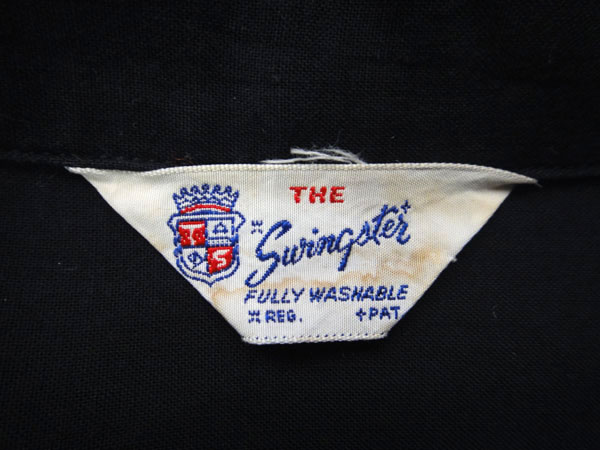 THE
Swingster
FULLY WASHABLE
REG. PAT
T
S